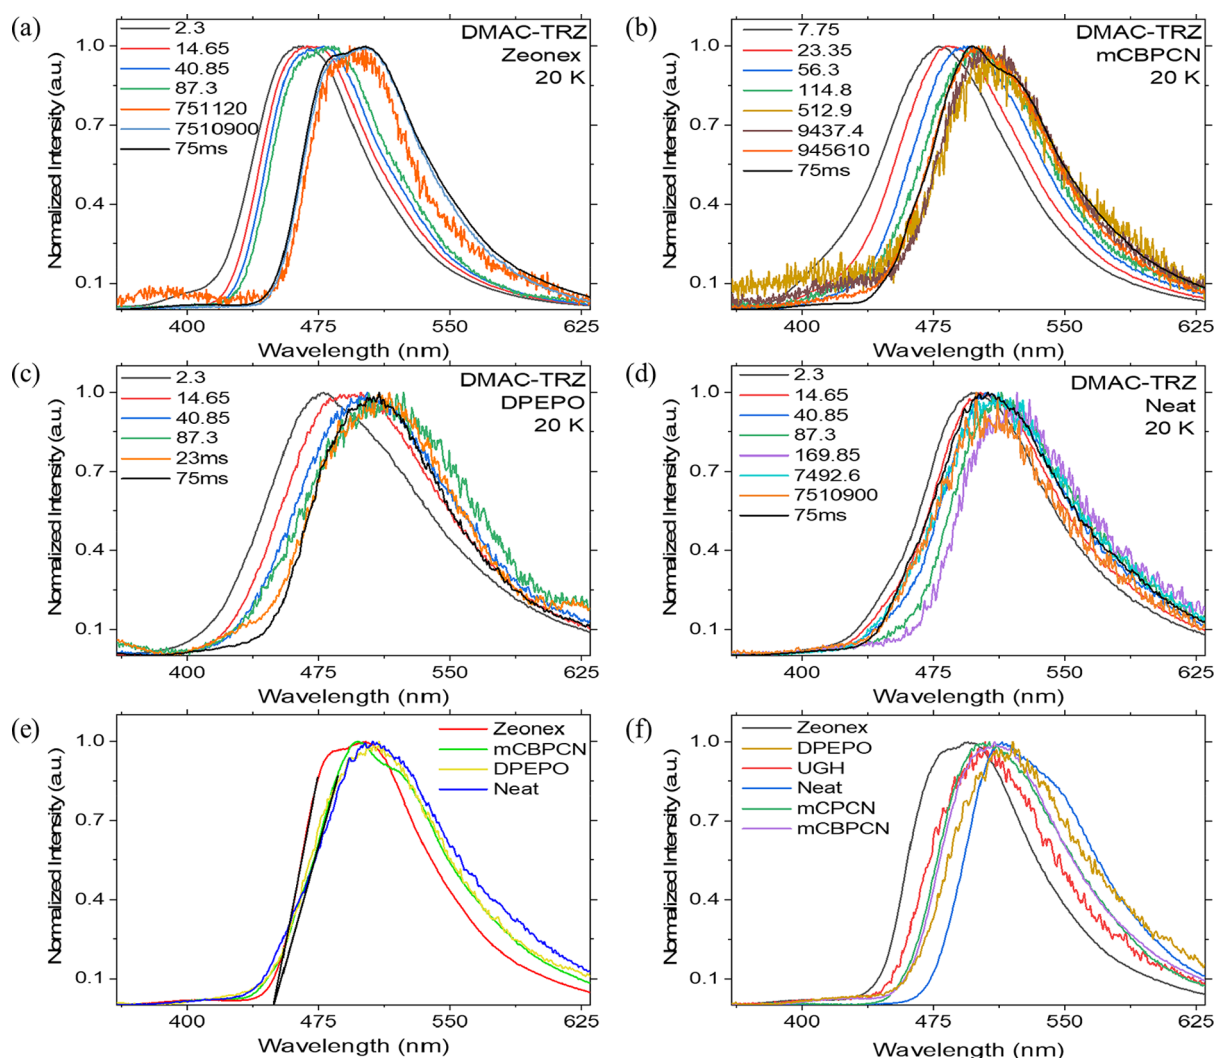 (a)
2.3
14.65
40.85
87.3
751120
7510900
75ms
DMAC-TRZ
Zeonex
20 K
1.0
0.7
0.4
0.1
Normalized Intensity (a.u.)
400 475 550 625
Wavelength (nm)
(b)
7.75
23.35
56.3
114.8
512.9
9437.4
945610
75ms
DMAC-TRZ
mCBPCN
20 K
1.0
0.7
0.4
0.1
Normalized Intensity (a.u.)
400 475 550 625
Wavelength (nm)
(c)
2.3
14.65
40.85
87.3
23ms
75ms
DMAC-TRZ
DPEPO
20 K
1.0
0.7
0.4
0.1
Normalized Intensity (a.u.)
400 475 550 625
Wavelength (nm)
(d)
2.3
14.65
40.85
87.3
169.85
7492.6
7510900
75ms
DMAC-TRZ
Neat
20 K
1.0
0.7
0.4
0.1
Normalized Intensity (a.u.)
400 475 550 625
Wavelength (nm)
(e)
Zeonex
mCBPCN
DPEPO
Neat
1.0
0.7
0.4
0.1
Normalized Intensity (a.u.)
400 475 550 625
Wavelength (nm)
(f)
Zeonex
DPEPO
UGH
Neat
mCPCN
mCBPCN
1.0
0.7
0.4
0.1
Normalized Intensity (a.u.)
400 475 550 625
Wavelength (nm)